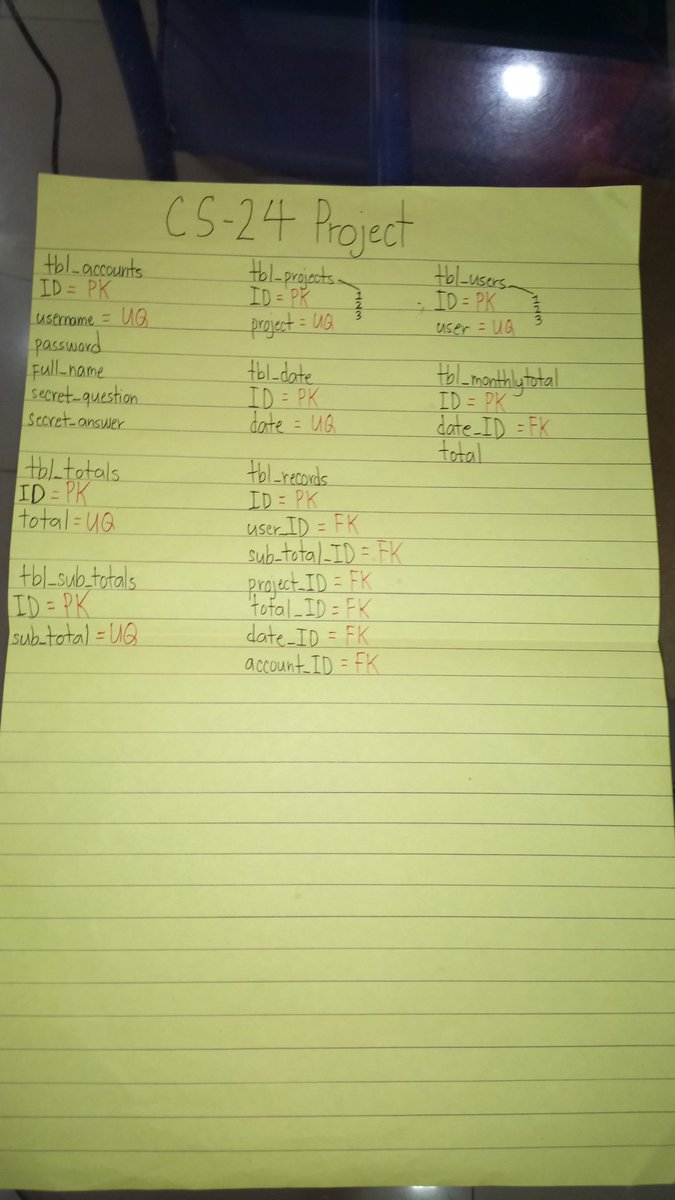 CS-24 Project
tbl_accounts
ID = PK
username = UQ
password
Full_name
secret_question
secret_answer
tbl_projects
1
2
3
ID = PK
project = UQ
tbl_users
1
2
3
ID = PK
user = UQ
tbl_date
ID = PK
date = UQ
tbl_monthlytotal
ID = PK
date_ID = FK
total
tbl_totals
ID = PK
total = UQ
tbl_records
ID = PK
user_ID = FK
sub_total_ID = FK
project_ID = FK
total_ID = FK
date_ID = FK
account_ID = FK
tbl_sub_totals
ID = PK
sub_total = UQ